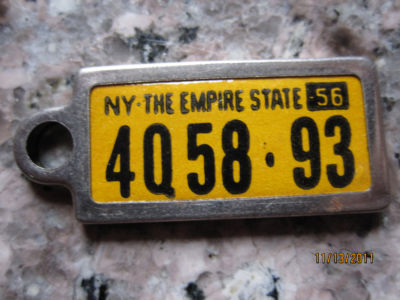 NY·THE EMPIRE STATE 56
4Q58·93
11/13/2011